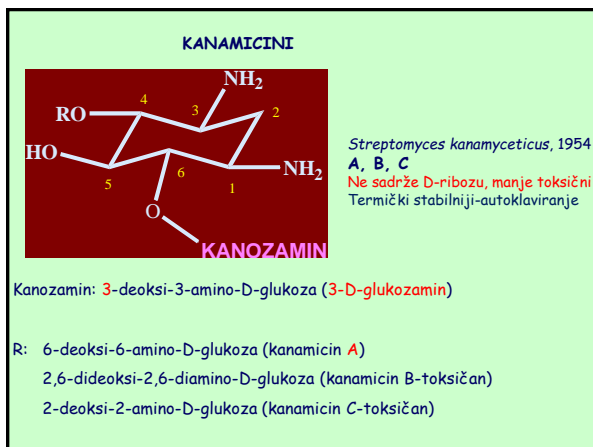 KANAMICINI
NH2
4
RO
3
2
HO
NH2
5
6
1
O
KANOZAMIN
Streptomyces kanamyceticus, 1954
A, B, C
Ne sadrže D-ribozu, manje toksični
Termički stabilniji-autoklaviranje
Kanozamin: 3-deoksi-3-amino-D-glukoza (3-D-glukozamin)
R: 6-deoksi-6-amino-D-glukoza (kanamicin A)
2,6-dideoksi-2,6-diamino-D-glukoza (kanamicin B-toksičan)
2-deoksi-2-amino-D-glukoza (kanamicin C-toksičan)